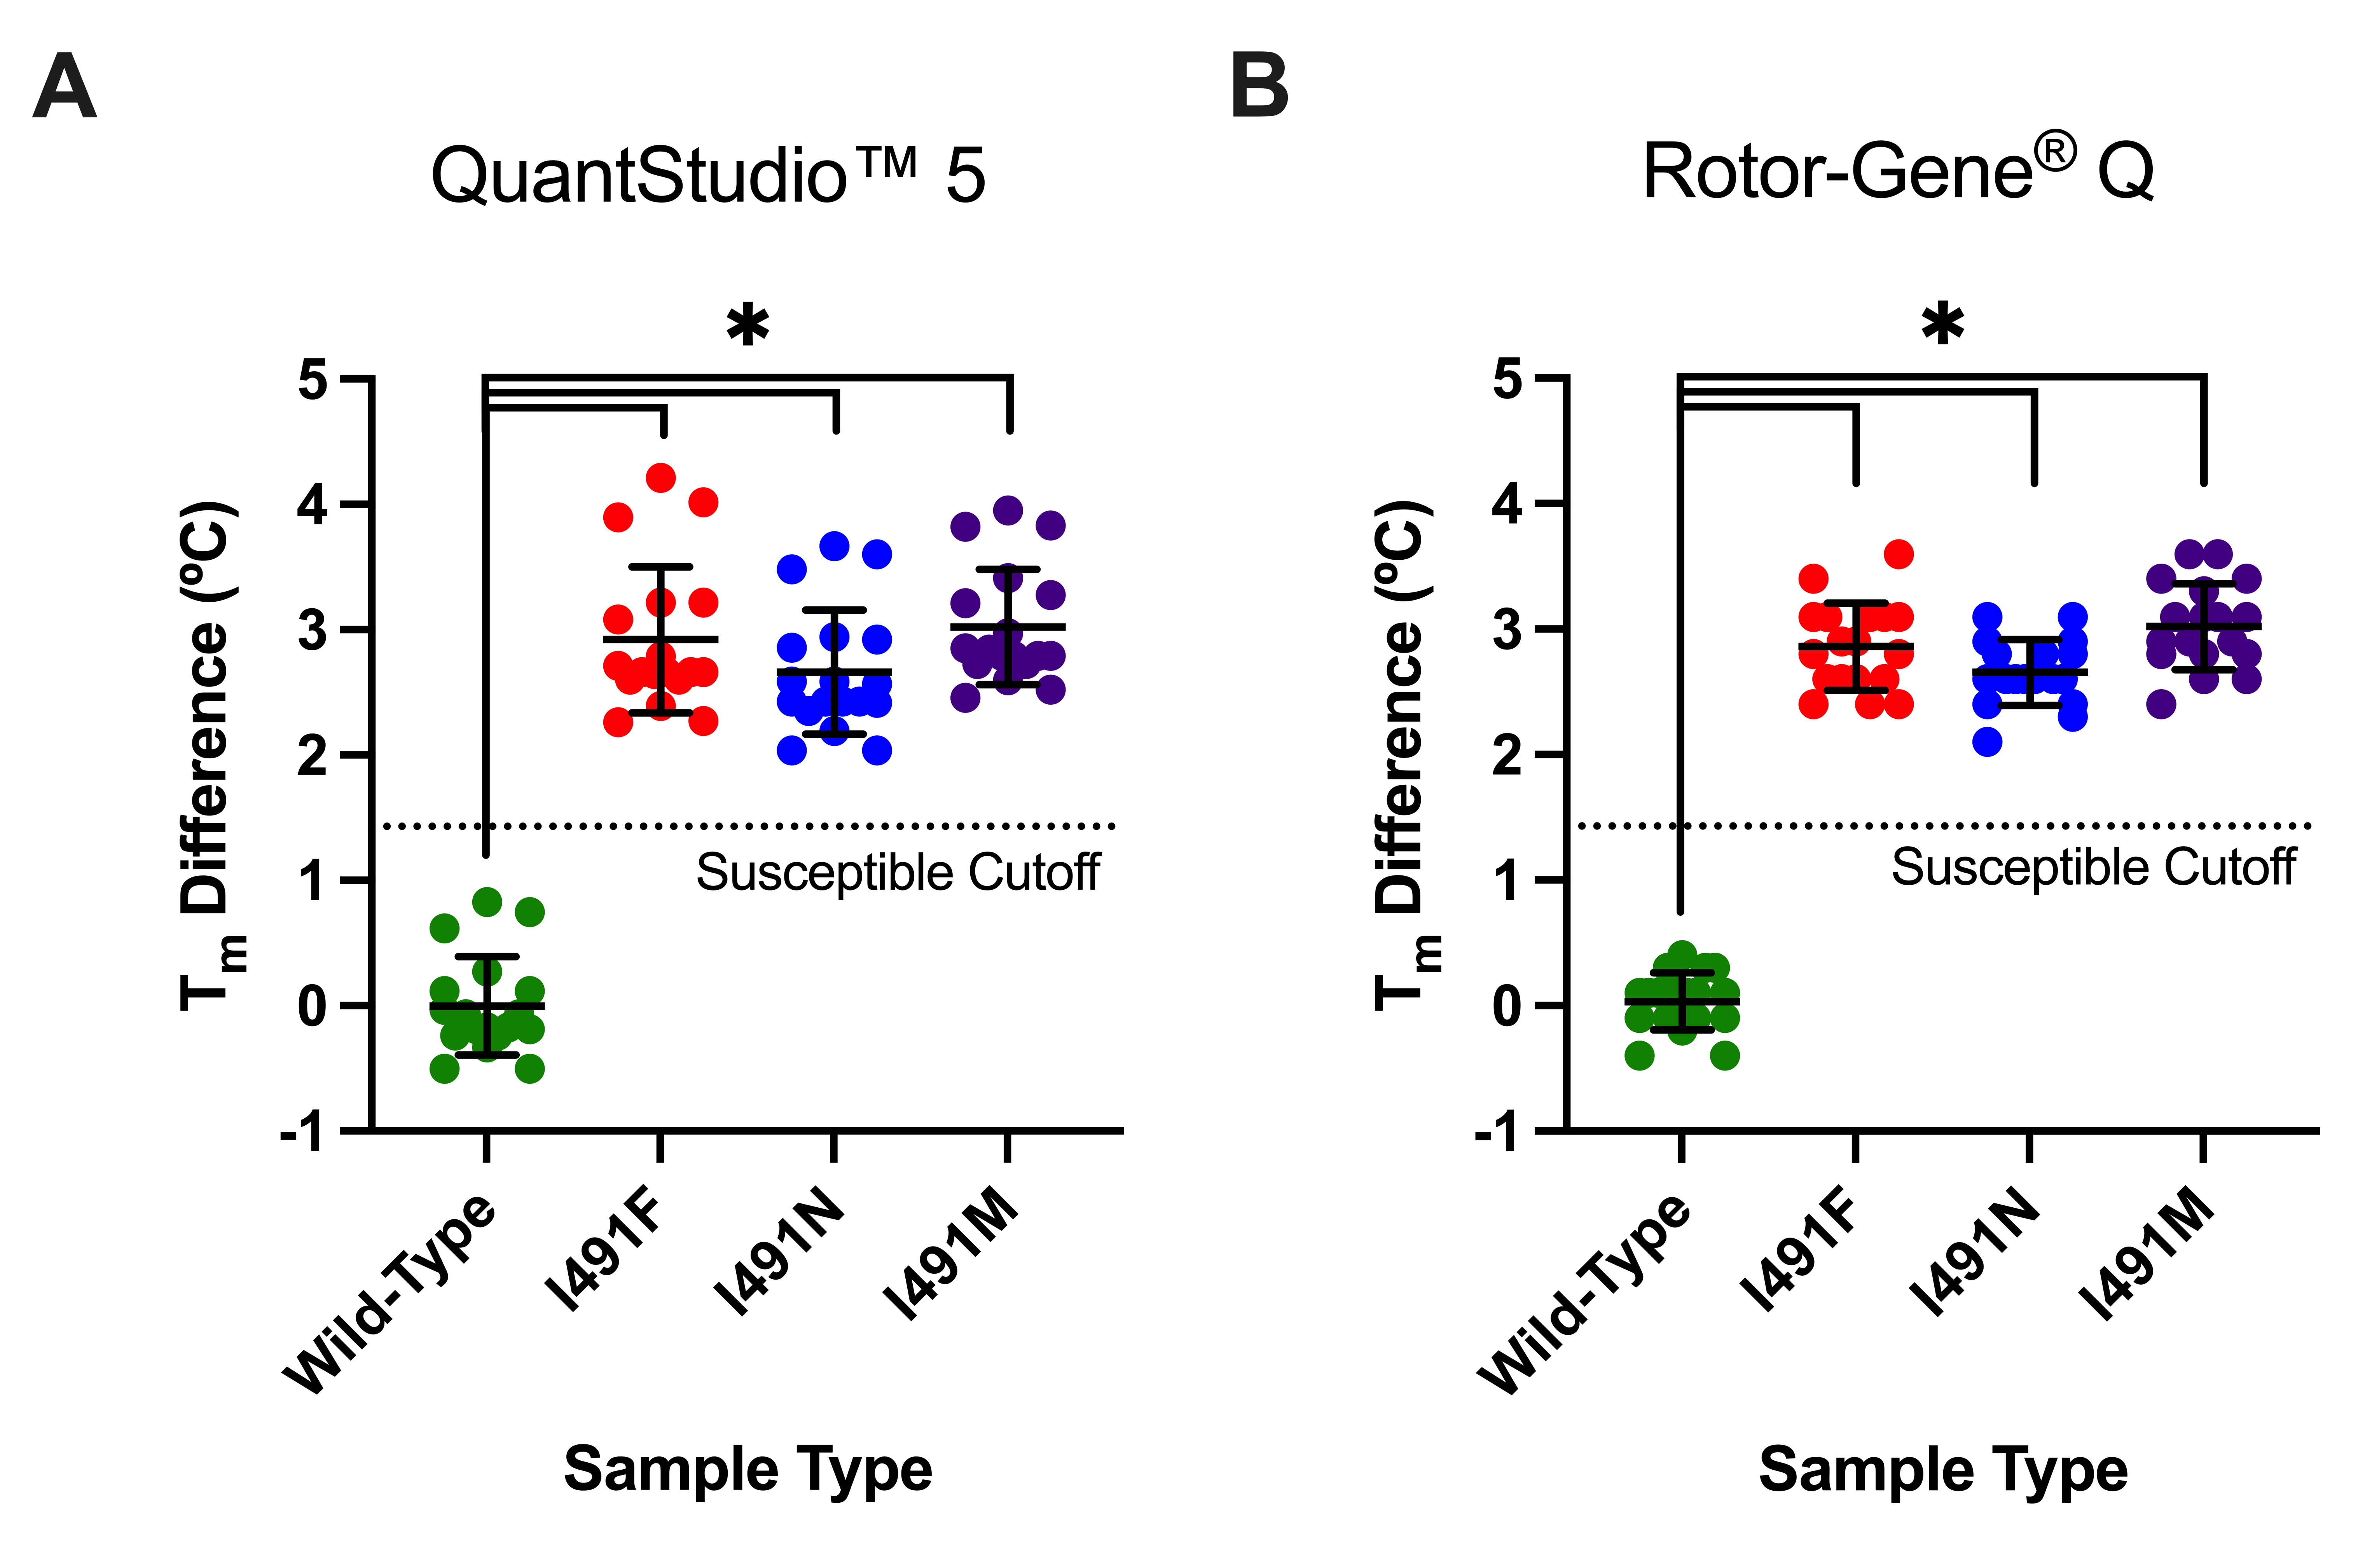 A
QuantStudio™ 5
*
5
4
3
2
1
0
-1
Tm Difference (ºC)
Susceptible Cutoff
Wild-Type
I491F
I491N
I491M
Sample Type
B
Rotor-Gene® Q
*
5
4
3
2
1
0
-1
Tm Difference (ºC)
Susceptible Cutoff
Wild-Type
I491F
I491N
I491M
Sample Type